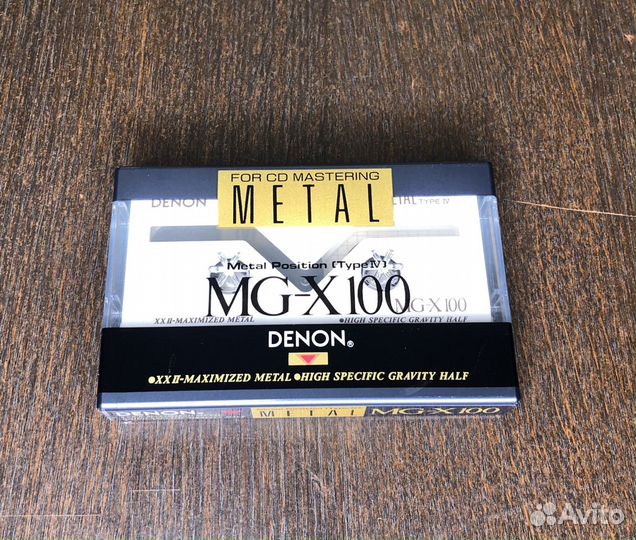 FOR CD MASTERING
METAL
DENON
METAL TYPE IV
Metal Position (Type IV)
MG-X100
MG-X100
XX II-MAXIMIZED METAL
•HIGH SPECIFIC GRAVITY HALF
DENON®
•XX II-MAXIMIZED METAL •HIGH SPECIFIC GRAVITY HALF
DENON
METAL
MG-X100
Avito